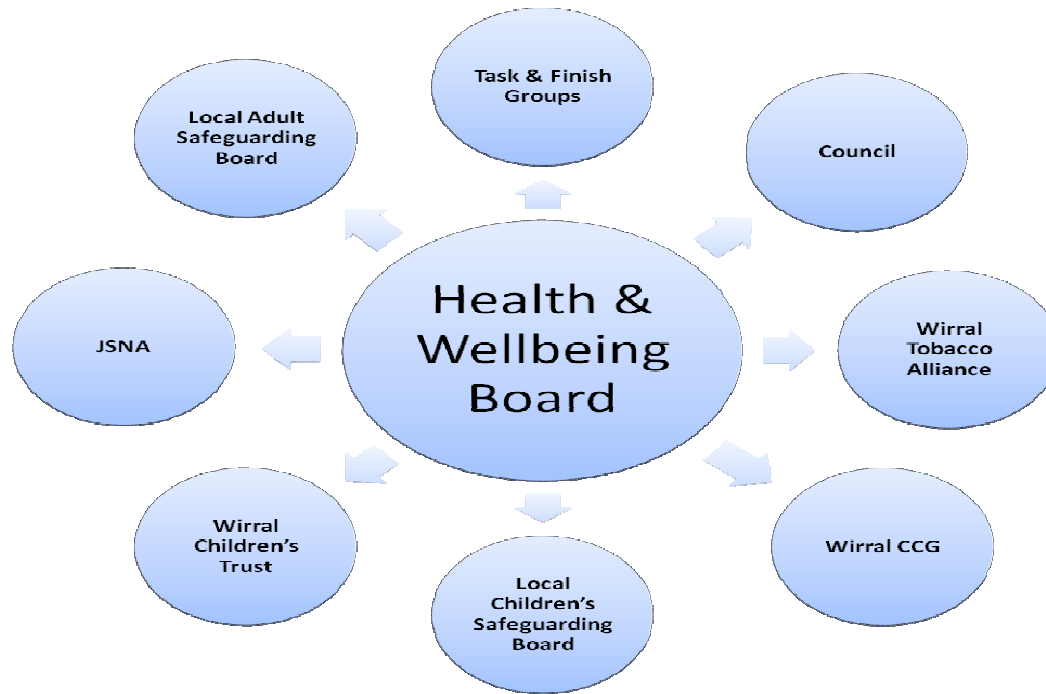 Task & Finish
Groups
Local Adult
Safeguarding
Board
Council
Health &
Wellbeing
Board
JSNA
Wirral
Tobacco
Alliance
Wirral
Children's
Trust
Wirral CCG
Local
Children's
Safeguarding
Board